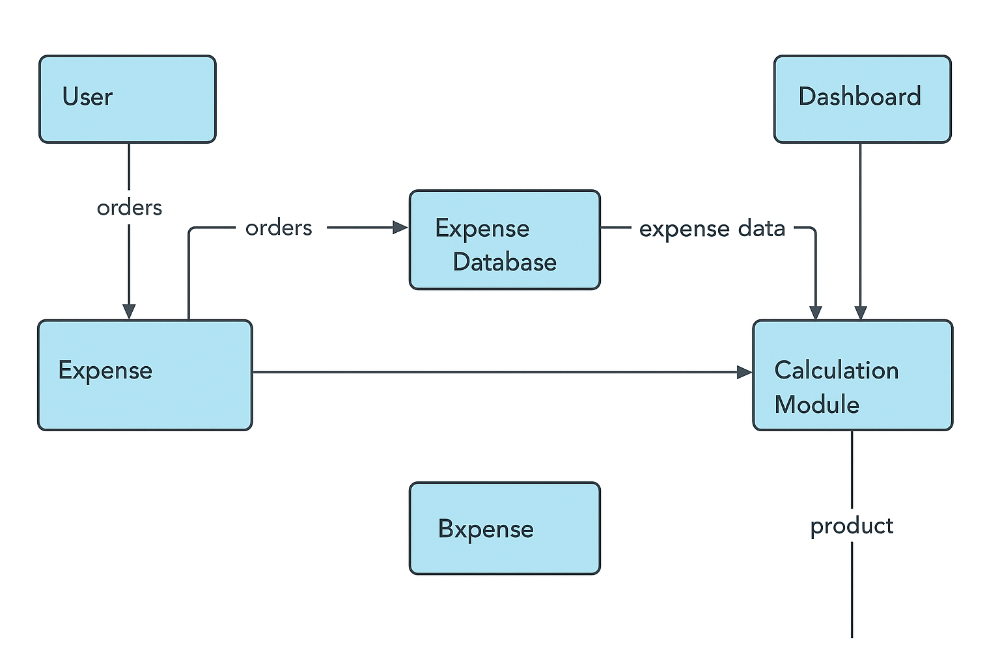 User
Dashboard
orders
orders
Expense
Database
expense data
Expense
Calculation
Module
Bxpense
product